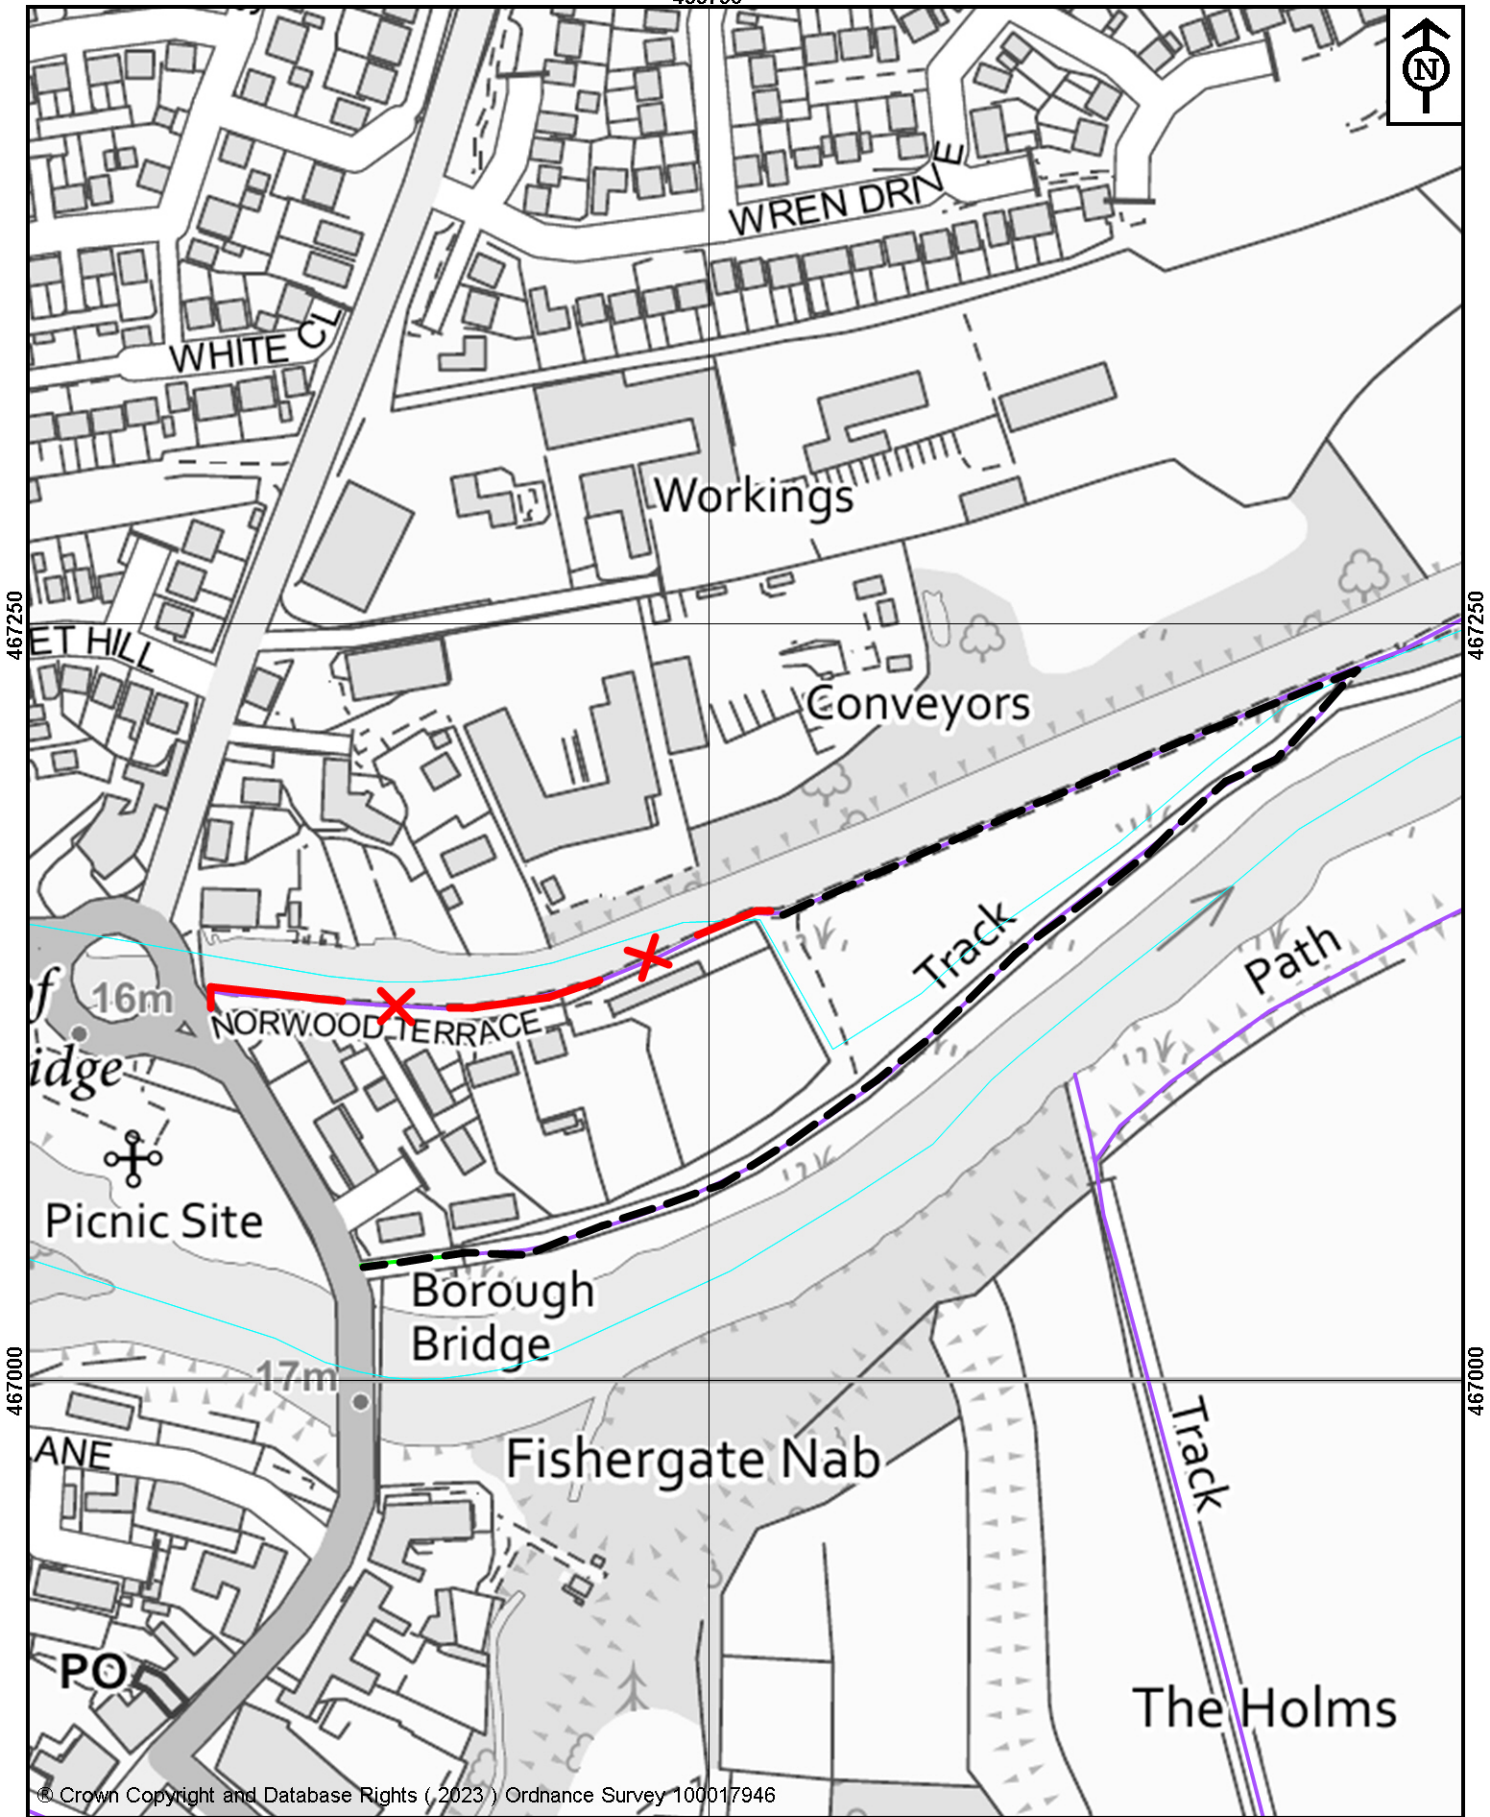 N
WREN DRN E
WHITE CL
Workings
467250
467250
ET HILL
Conveyors
Track
Path
of
16m
NORWOOD TERRACE
idge
Picnic Site
Borough
Bridge
17m
467000
467000
ANE
Fishergate Nab
Track
PO
The Holms
© Crown Copyright and Database Rights ( 2023 ) Ordnance Survey 100017946